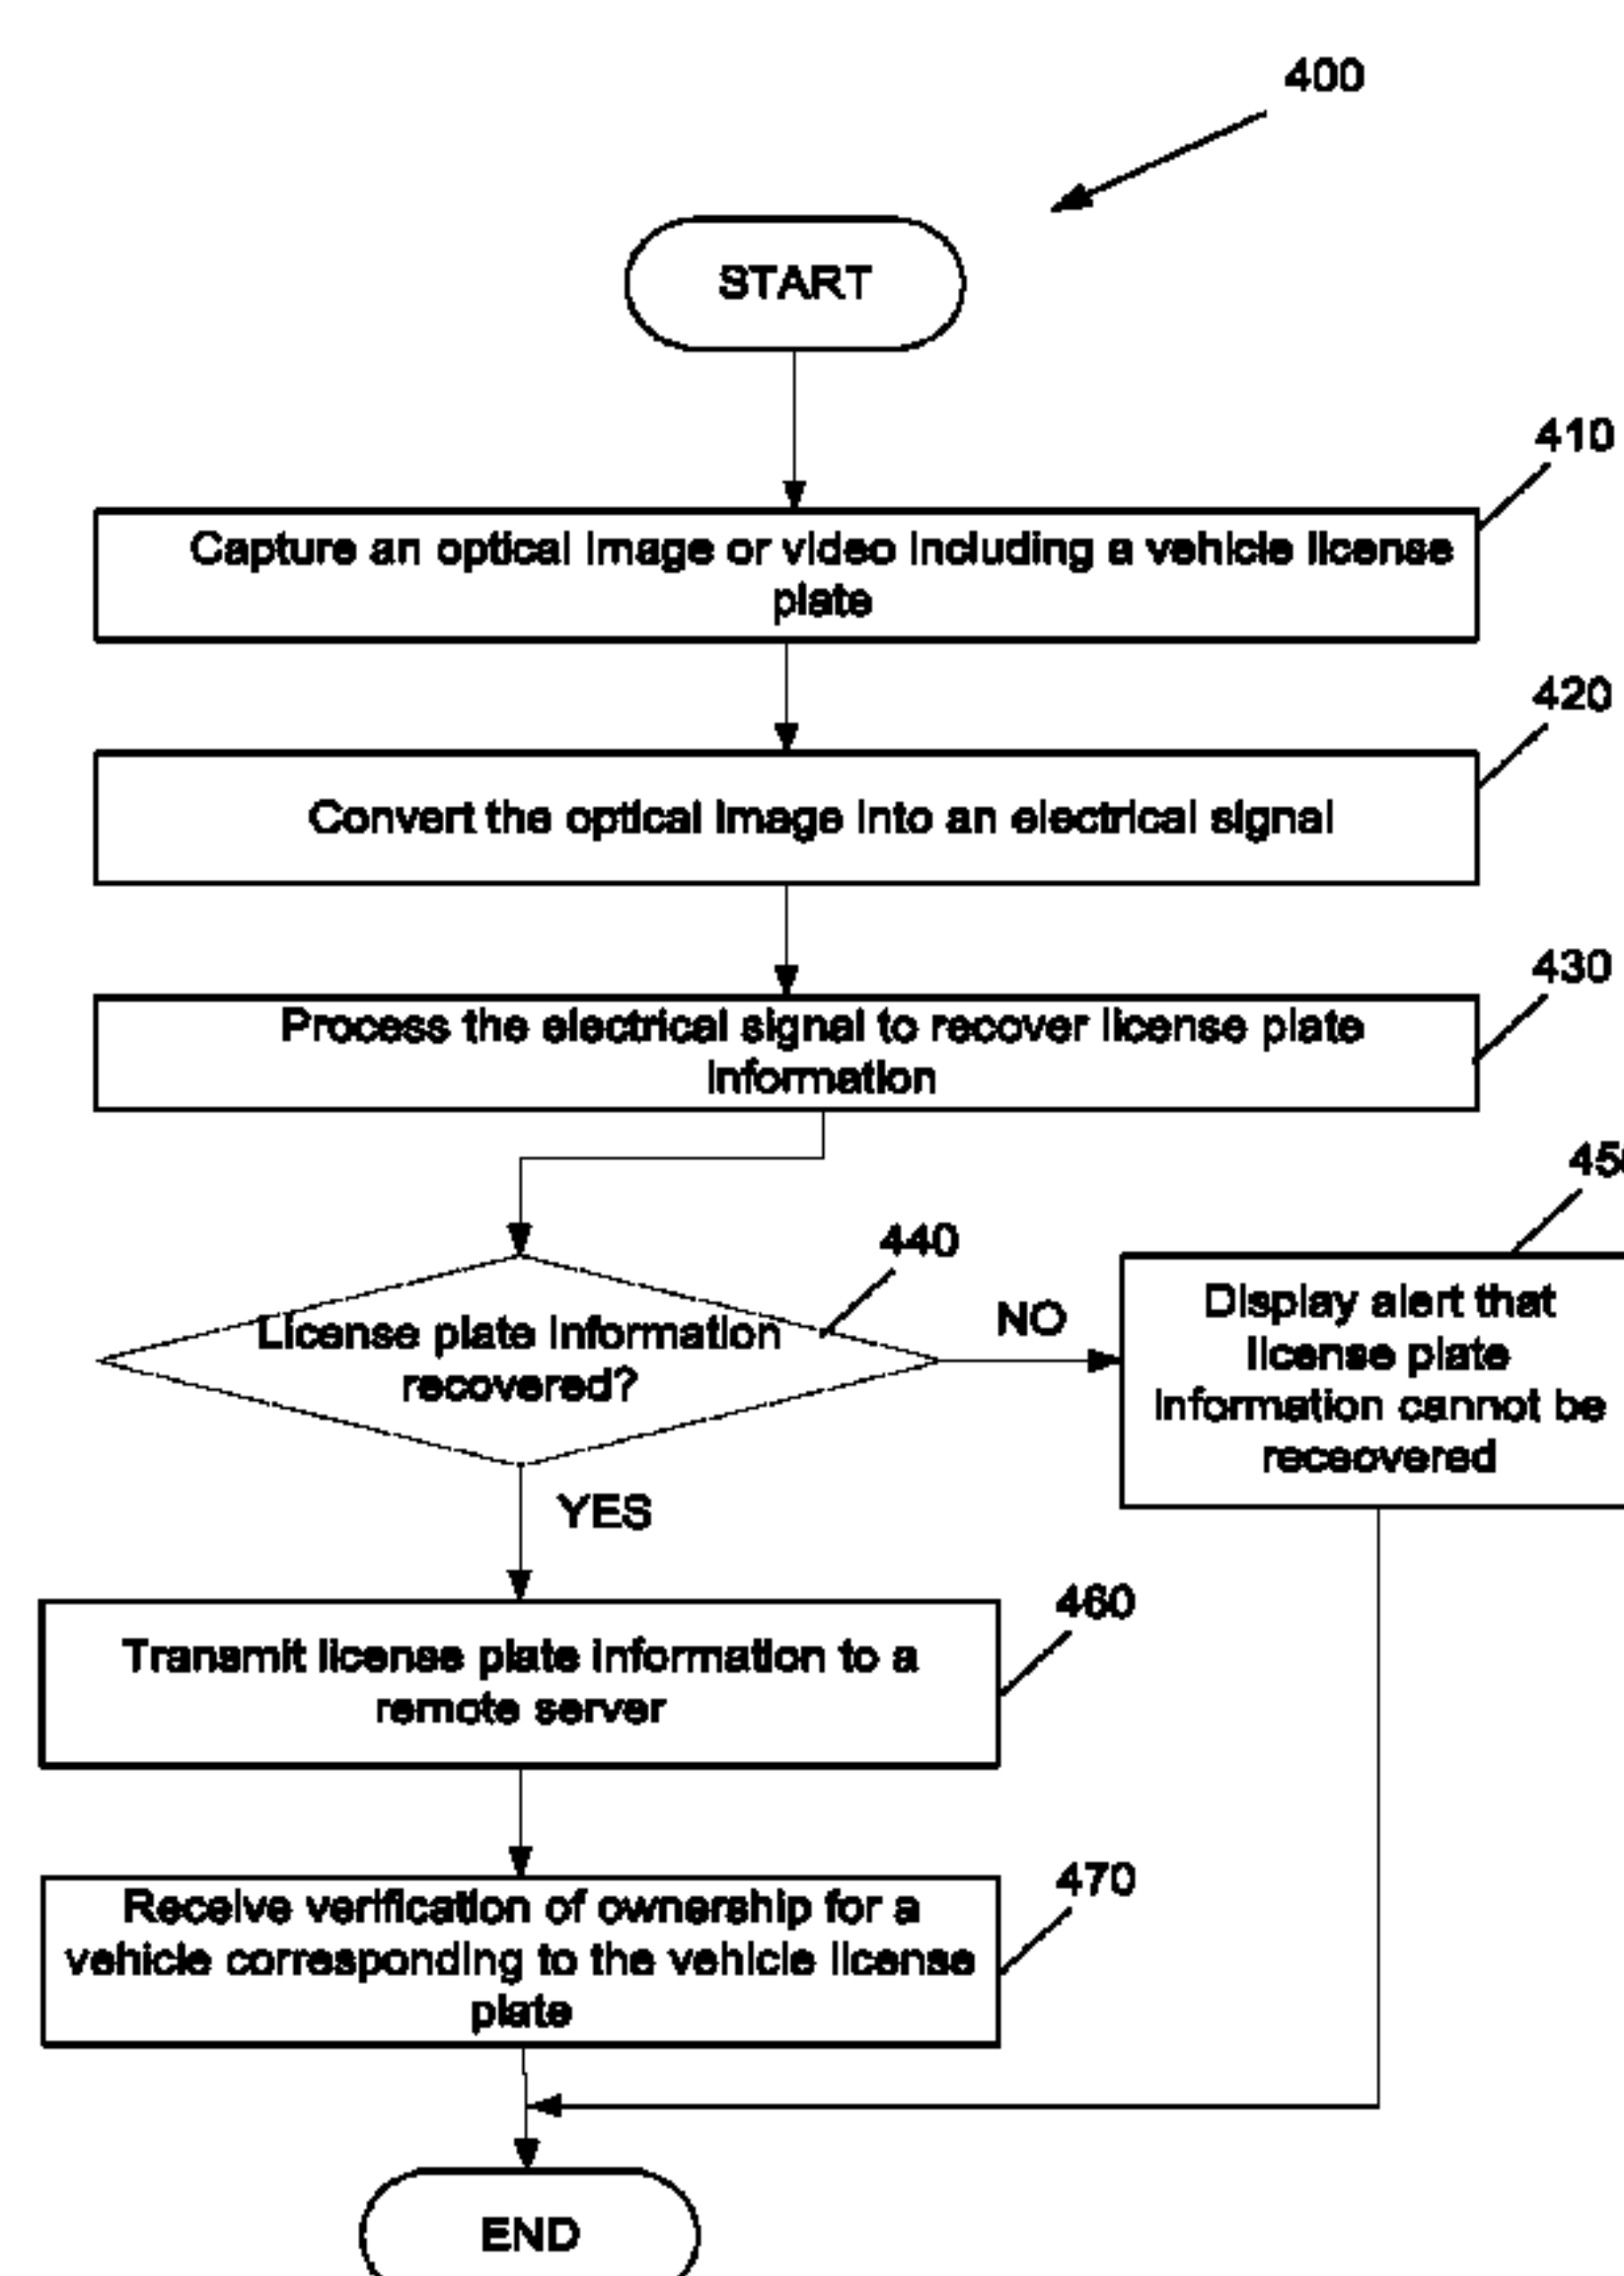 400
START
410
Capture an optical image or video including a vehicle license
plate
420
Convert the optical image into an electrical signal
430
Process the electrical signal to recover license plate
information
440
License plate information
recovered?
NO
Display alert that
license plate
information cannot be
receovered
YES
460
Transmit license plate information to a
remote server
470
Receive verification of ownership for a
vehicle corresponding to the vehicle license
plate
END